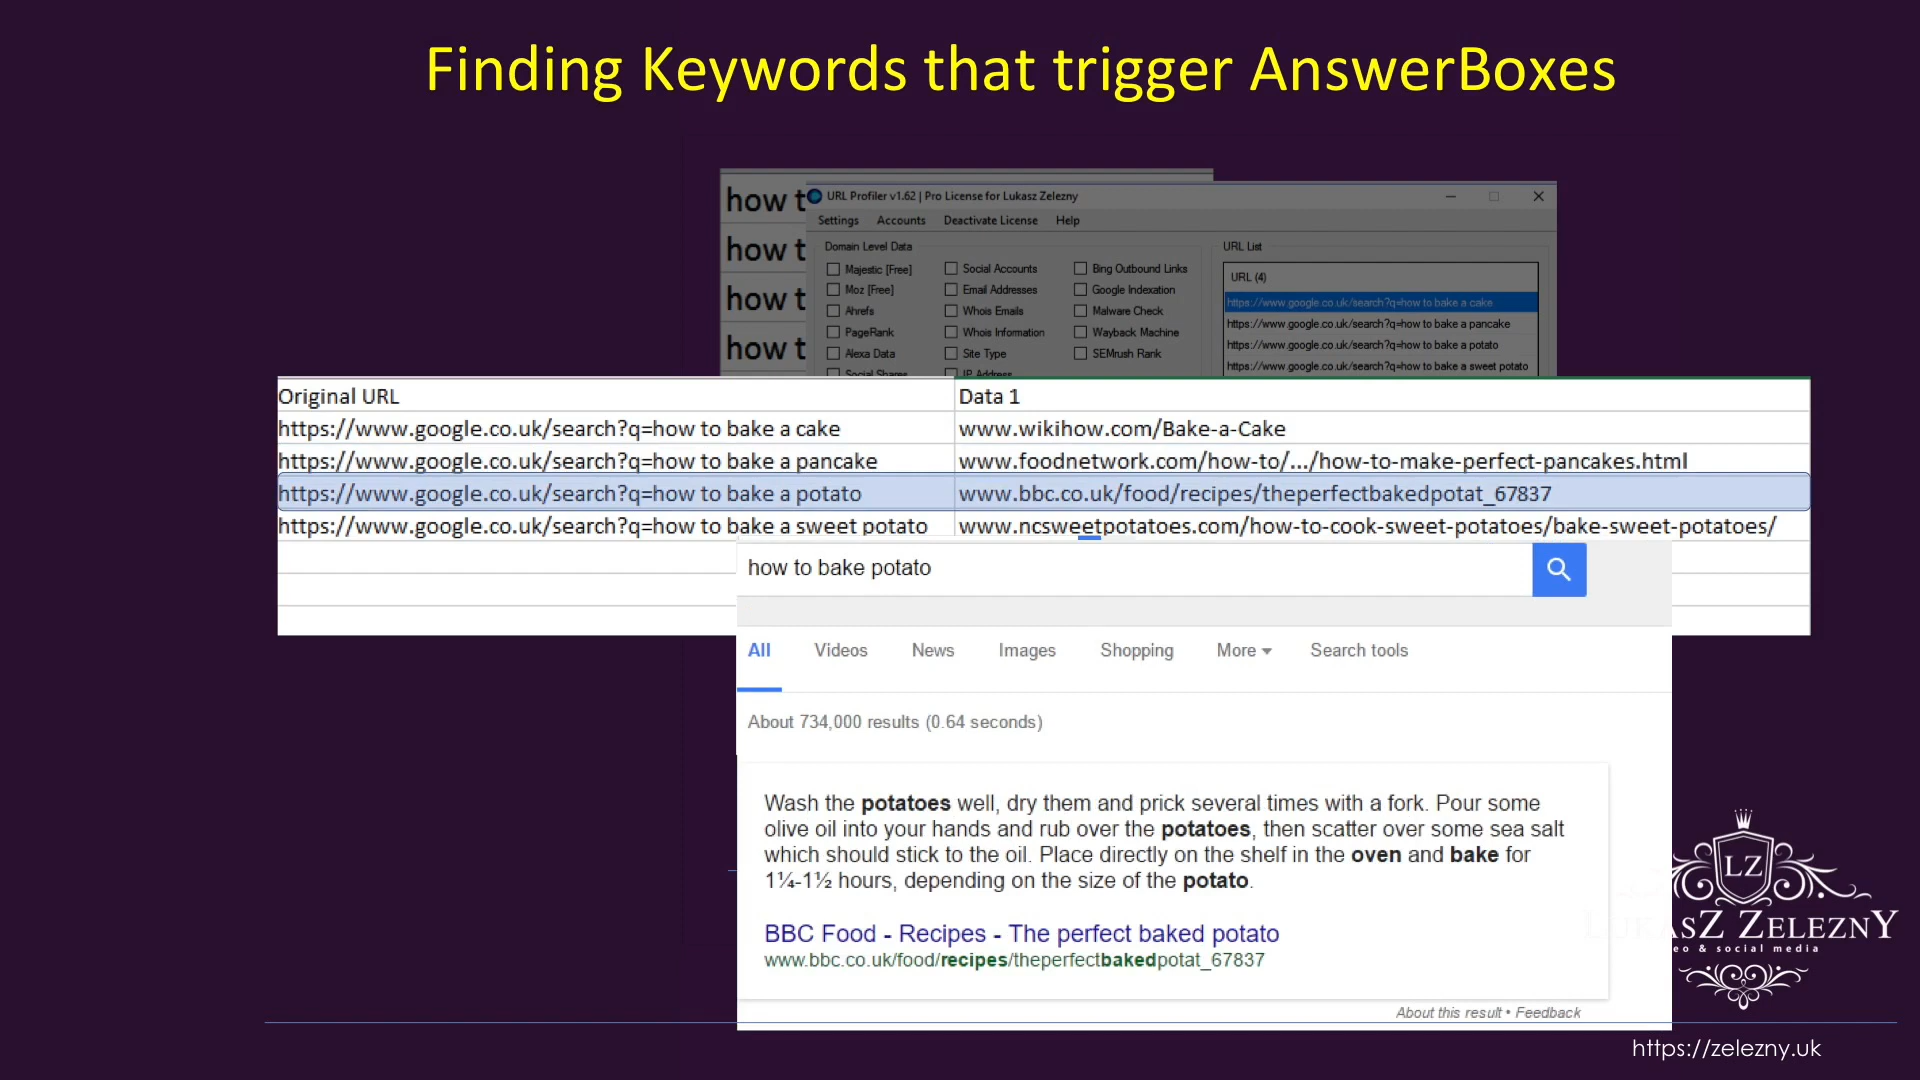 Finding Keywords that trigger AnswerBoxes
how t
how t
how t
how t
URL Profiler v1.62 | Pro License for Lukasz Zelezny
Settings Accounts Deactivate License Help
Domain Level Data
Majestic [Free] Social Accounts Bing Outbound Links
Moz [Free] Email Addresses Google Indexation
Ahrefs Whois Emails Malware Check
PageRank Whois Information Wayback Machine
Alexa Data Site Type SEMrush Rank
Social Shares IP Address
URL List
URL (4)
https://www.google.co.uk/search?q=how to bake a cake
https://www.google.co.uk/search?q=how to bake a pancake
https://www.google.co.uk/search?q=how to bake a potato
https://www.google.co.uk/search?q=how to bake a sweet potato
Original URL Data 1
https://www.google.co.uk/search?q=how to bake a cake www.wikihow.com/Bake-a-Cake
https://www.google.co.uk/search?q=how to bake a pancake www.foodnetwork.com/how-to/.../how-to-make-perfect-pancakes.html
https://www.google.co.uk/search?q=how to bake a potato www.bbc.co.uk/food/recipes/theperfectbakedpotat_67837
https://www.google.co.uk/search?q=how to bake a sweet potato www.ncsweetpotatoes.com/how-to-cook-sweet-potatoes/bake-sweet-potatoes/
how to bake potato
All Videos News Images Shopping More Search tools
About 734,000 results (0.64 seconds)
Wash the potatoes well, dry them and prick several times with a fork. Pour some
olive oil into your hands and rub over the potatoes, then scatter over some sea salt
which should stick to the oil. Place directly on the shelf in the oven and bake for
1¼-1½ hours, depending on the size of the potato.
BBC Food - Recipes - The perfect baked potato
www.bbc.co.uk/food/recipes/theperfectbakedpotat_67837
About this result • Feedback
LZ
LUKASZ ZELEZNY
eo & social media
https://zelezny.uk